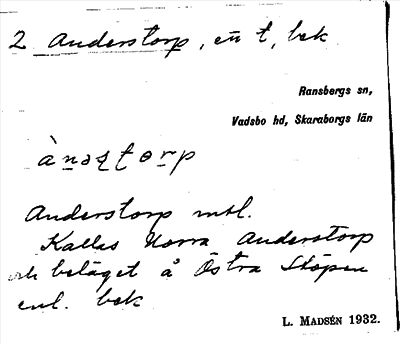 2 Anderstorp, en t, bek
Ransbergs sn,
Vadsbo hd, Skaraborgs län
Anderstorp mtl.
Kallas Norra Anderstorp
och beläget å Östra Stöpen
enl. bek
L. MADSÉN 1932.